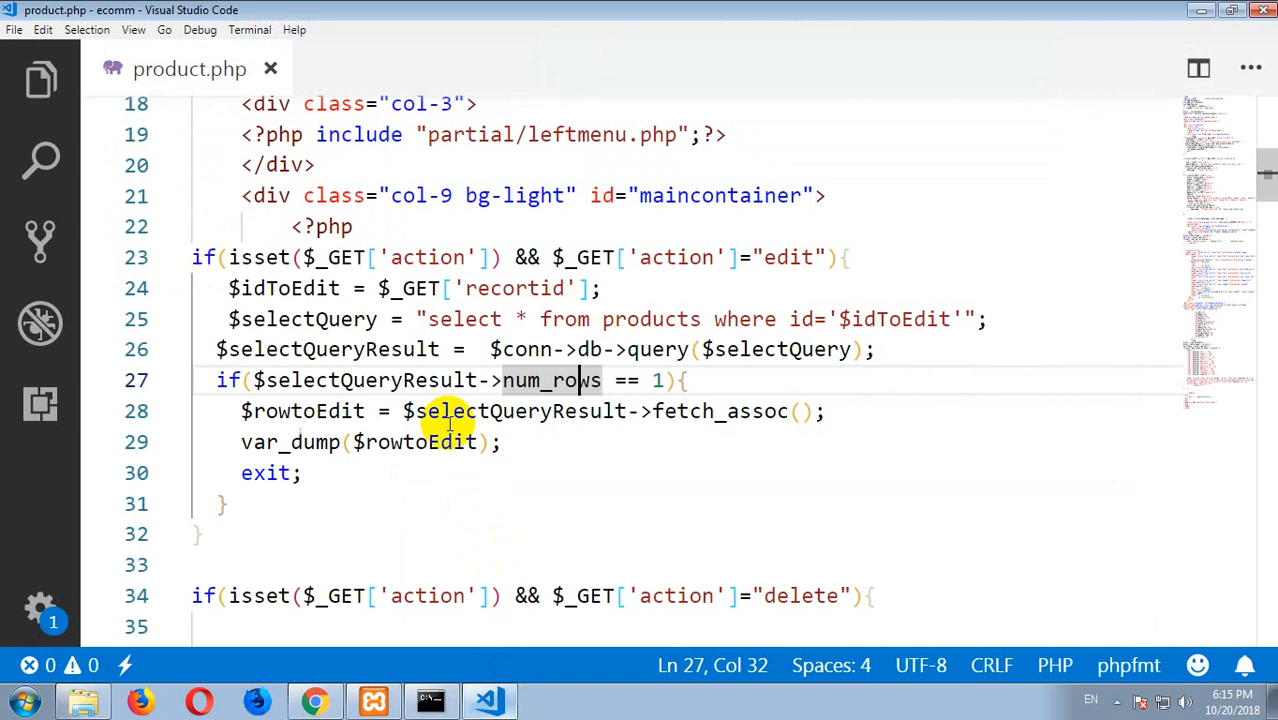 product.php - ecomm - Visual Studio Code
File Edit Selection View Go Debug Terminal Help
product.php
18 <div class="col-3">
19 <?php include "partial/leftmenu.php";?>
20 </div>
21 <div class="col-9 bg-light" id="maincontainer">
22 <?php
23 if(isset($_GET['action']) && $_GET['action']="edit"){
24 $idToEdit = $_GET['recortid'];
25 $selectQuery = "select * from products where id='$idToEdit'";
26 $selectQueryResult = $sonn->db->query($selectQuery);
27 if($selectQueryResult->num_rows == 1){
28 $rowtoEdit = $selectQueryResult->fetch_assoc();
29 var_dump($rowtoEdit);
30 exit;
31 }
32 }
33
34 if(isset($_GET['action']) && $_GET['action']="delete"){
35
1
0 0 Ln 27, Col 32 Spaces: 4 UTF-8 CRLF PHP phpfmt
EN 6:15 PM
10/20/2018